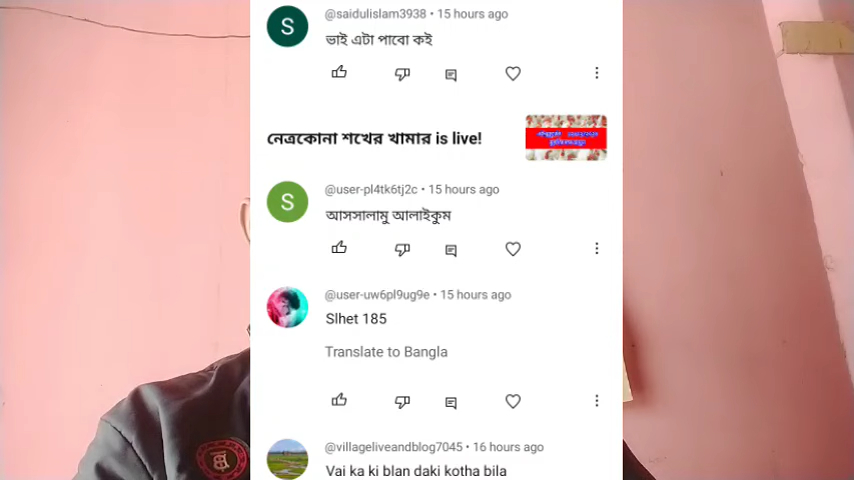 @saidulislam3938 • 15 hours ago
ভাই এটা পাবো কই
নেত্রকোনা শখের খামার is live!
@user-pl4tk6tj2c • 15 hours ago
আসসালামু আলাইকুম
@user-uw6pl9ug9e • 15 hours ago
Slhet 185
Translate to Bangla
@villageliveandblog7045 • 16 hours ago
Vai ka ki blan daki kotha bila